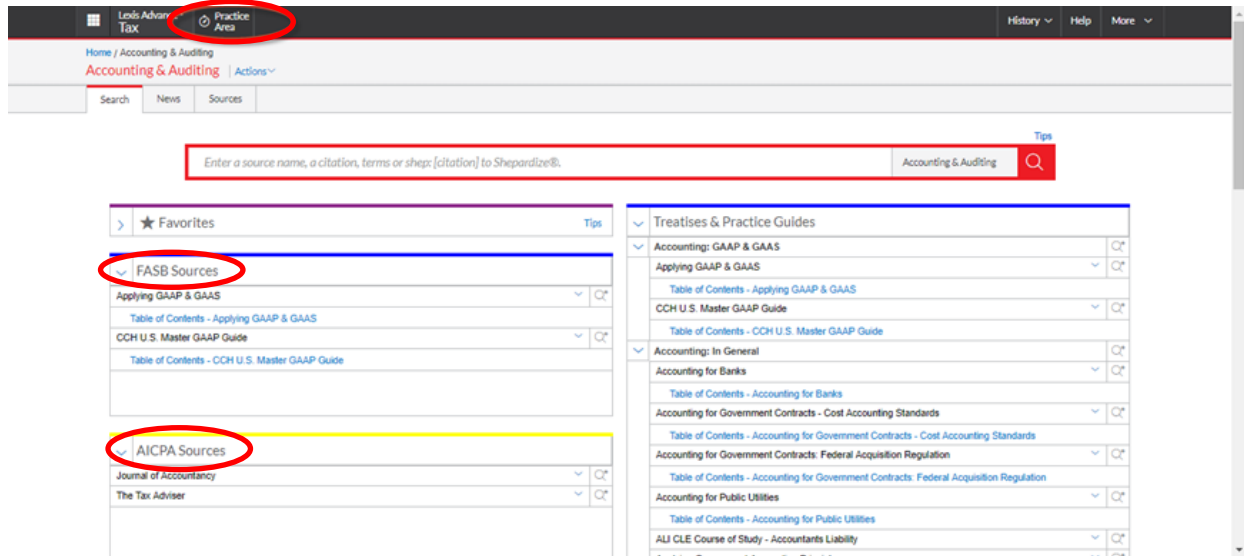 Lexis Advance®
Tax
Practice
Area
History
Help
More
Home / Accounting & Auditing
Accounting & Auditing | Actions
Search
News
Sources
Tips
Enter a source name, a citation, terms or shep: [citation] to Shepardize®.
Accounting & Auditing
Favorites
Tips
FASB Sources
Applying GAAP & GAAS
Table of Contents - Applying GAAP & GAAS
CCH U.S. Master GAAP Guide
Table of Contents - CCH U.S. Master GAAP Guide
AICPA Sources
Journal of Accountancy
The Tax Adviser
Treatises & Practice Guides
Accounting: GAAP & GAAS
Applying GAAP & GAAS
Table of Contents - Applying GAAP & GAAS
CCH U.S. Master GAAP Guide
Table of Contents - CCH U.S. Master GAAP Guide
Accounting: In General
Accounting for Banks
Table of Contents - Accounting for Banks
Accounting for Government Contracts - Cost Accounting Standards
Table of Contents - Accounting for Government Contracts - Cost Accounting Standards
Accounting for Government Contracts: Federal Acquisition Regulation
Table of Contents - Accounting for Government Contracts: Federal Acquisition Regulation
Accounting for Public Utilities
Table of Contents - Accounting for Public Utilities
ALI CLE Course of Study - Accountants Liability